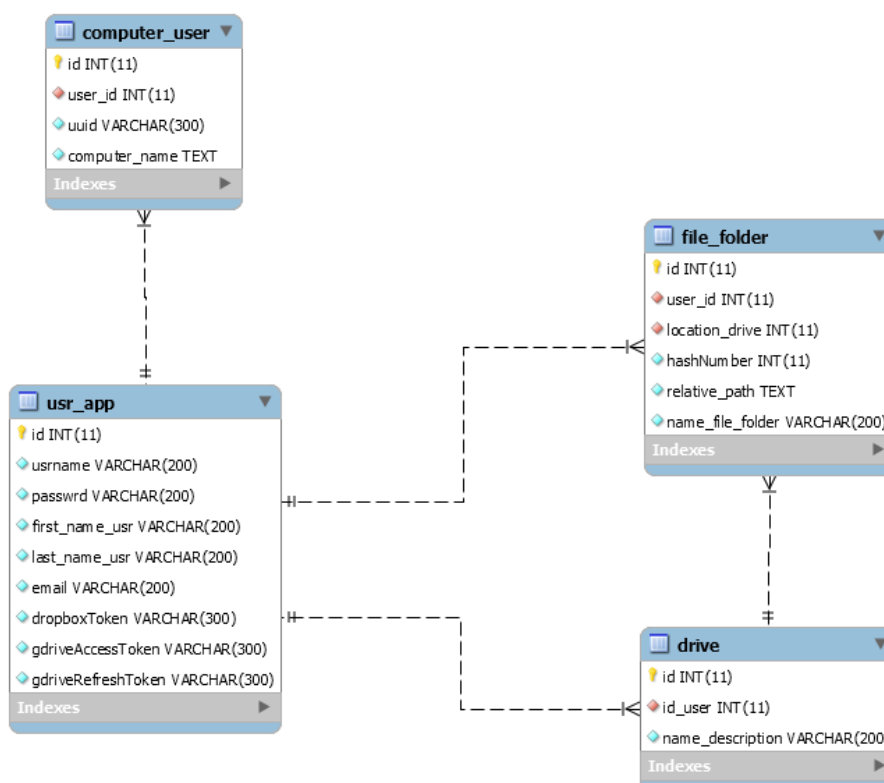 computer_user
id INT(11)
user_id INT(11)
uuid VARCHAR(300)
computer_name TEXT
Indexes
file_folder
id INT(11)
user_id INT(11)
location_drive INT(11)
hashNumber INT(11)
relative_path TEXT
name_file_folder VARCHAR(200)
Indexes
usr_app
id INT(11)
usrname VARCHAR(200)
passwrd VARCHAR(200)
first_name_usr VARCHAR(200)
last_name_usr VARCHAR(200)
email VARCHAR(200)
dropboxToken VARCHAR(300)
gdriveAccessToken VARCHAR(300)
gdriveRefreshToken VARCHAR(300)
Indexes
drive
id INT(11)
id_user INT(11)
name_description VARCHAR(200
Indexes